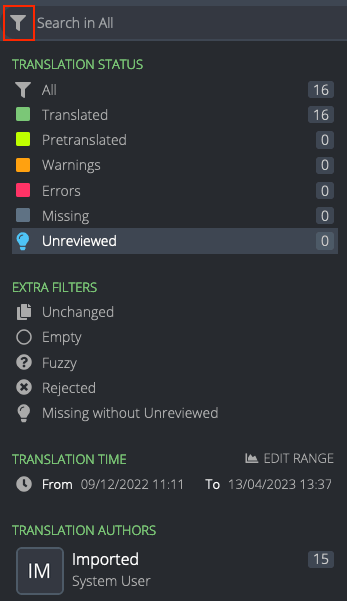 Search in All
TRANSLATION STATUS
All 16
Translated 16
Pretranslated 0
Warnings 0
Errors 0
Missing 0
Unreviewed 0
EXTRA FILTERS
Unchanged
Empty
Fuzzy
Rejected
Missing without Unreviewed
TRANSLATION TIME EDIT RANGE
From 09/12/2022 11:11 To 13/04/2023 13:37
TRANSLATION AUTHORS
IM Imported 15
System User